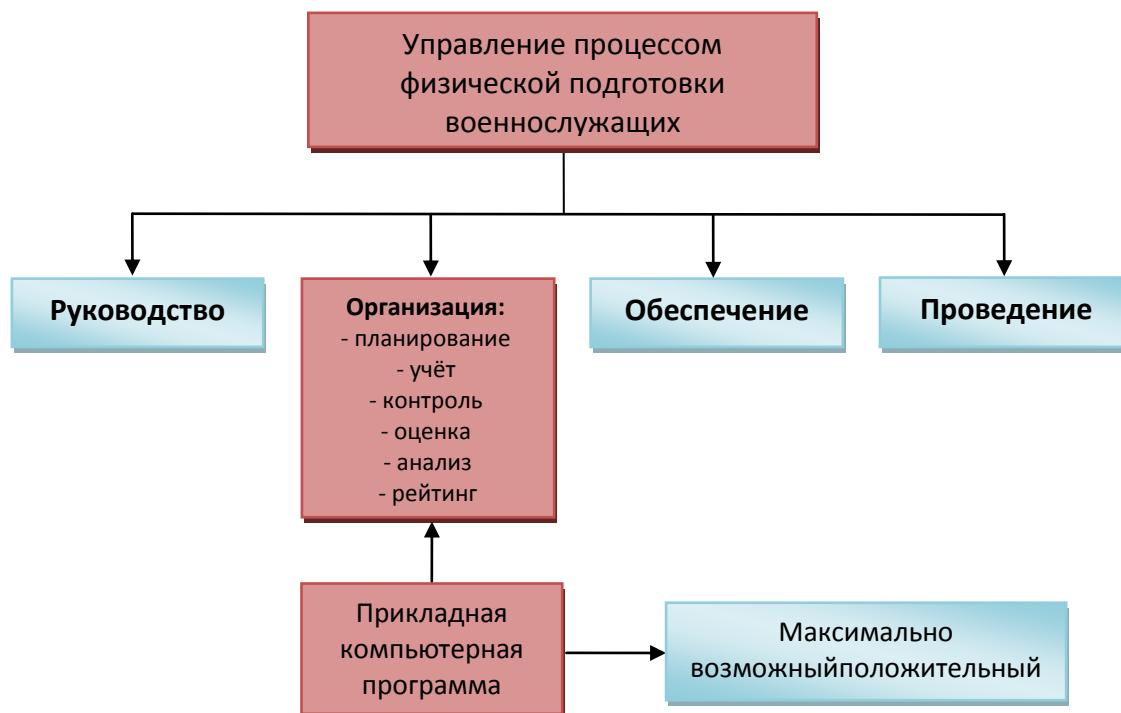 Управление процессом
физической подготовки
военнослужащих
Руководство
Организация:
- планирование
- учёт
- контроль
- оценка
- анализ
- рейтинг
Обеспечение
Проведение
Прикладная
компьютерная
программа
Максимально
возможныйположительный